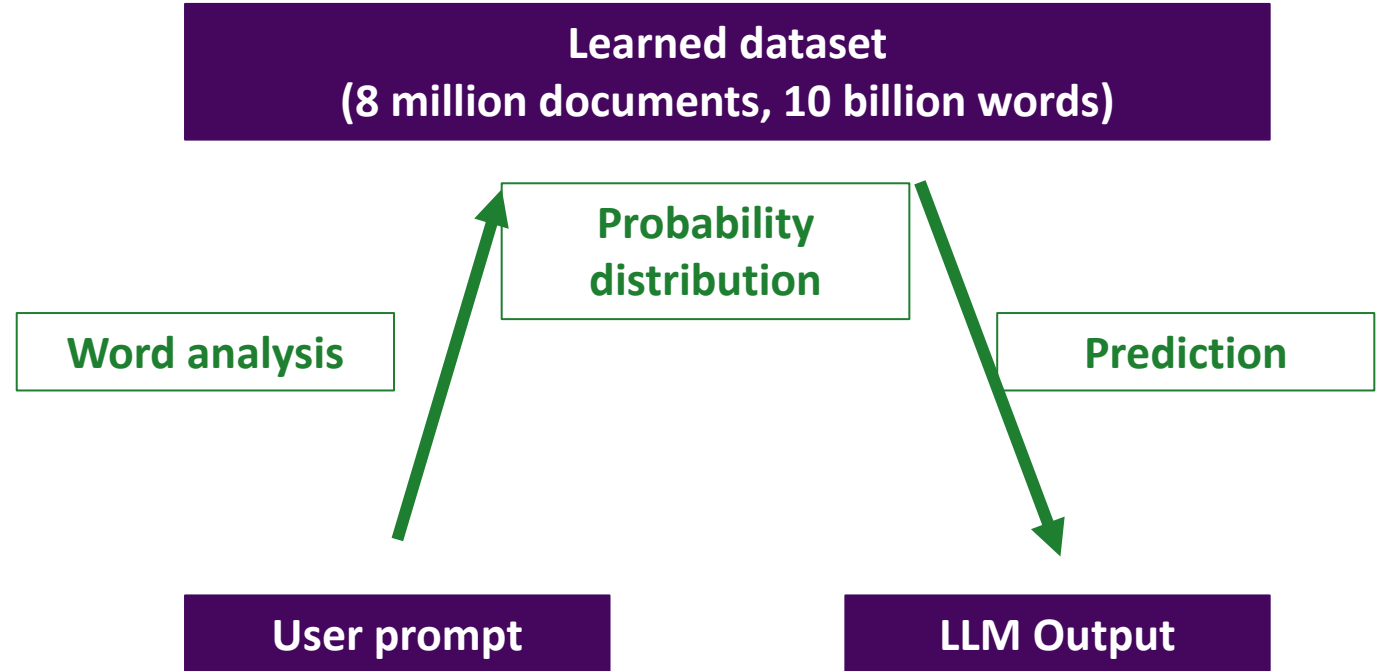 Learned dataset
(8 million documents, 10 billion words)
Probability
distribution
Word analysis
Prediction
User prompt
LLM Output